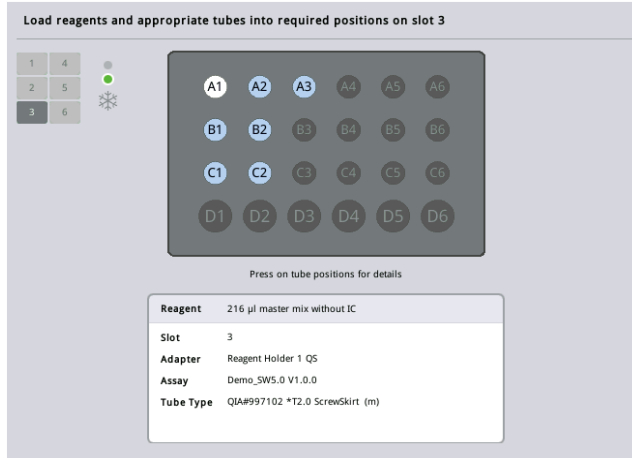 Load reagents and appropriate tubes into required positions on slot 3
1 4
2 5
3 6
A1 A2 A3 A4 A5 A6
B1 B2 B3 B4 B5 B6
C1 C2 C3 C4 C5 C6
D1 D2 D3 D4 D5 D6
Press on tube positions for details
Reagent 216 µl master mix without IC
Slot 3
Adapter Reagent Holder 1 QS
Assay Demo_SW5.0 V1.0.0
Tube Type QIA#997102 *T2.0 ScrewSkirt (m)